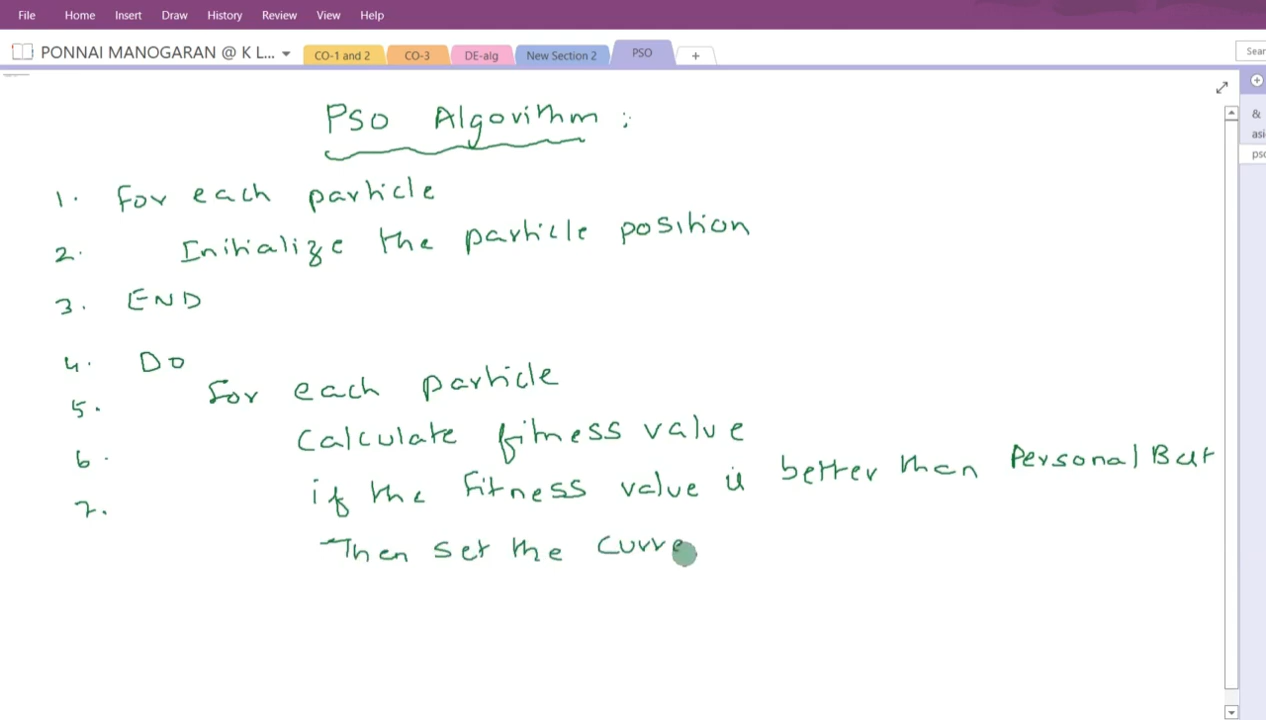 File Home Insert Draw History Review View Help
PONNAI MANOGARAN @ K L... CO-1 and 2 CO-3 DE-alg New Section 2 PSO + Sear
PSO Algorithm :
&
asi
pso
1. For each particle
2. Initialize the particle position
3. END
4. Do
5. For each particle
6. Calculate fitness value
7. if the fitness value is better than Personal Best
Then set the curre